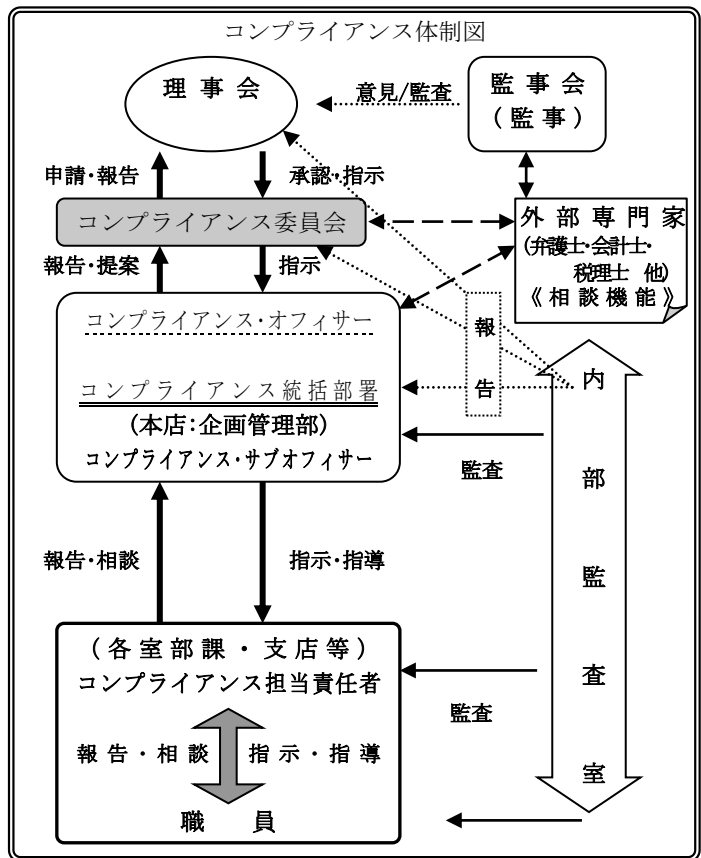 コンプライアンス体制図
理事会
意見/監査
監事会
(監事)
申請・報告
承認・指示
コンプライアンス委員会
外部専門家
(弁護士・会計士・
税理士 他)
《相談機能》
報告・提案
指示
コンプライアンス・オフィサー
報告
コンプライアンス統括部署
(本店:企画管理部)
コンプライアンス・サブオフィサー
監査
内部監査室
報告・相談
指示・指導
(各室部課・支店等)
コンプライアンス担当責任者
監査
報告・相談
指示・指導
職員